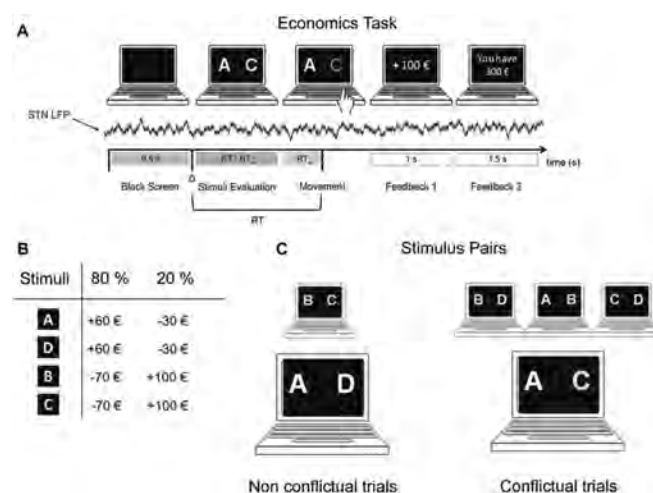 Economics Task
A
A C
A C
+ 100 €
You have
300 €
STN LFP
time (s)
Black Screen
0
Stimuli Evaluation
Movement
1 s
Feedback 1
1.5 s
Feedback 2
RT
B
Stimuli 80 % 20 %
A +60 € -30 €
D +60 € -30 €
B -70 € +100 €
C -70 € +100 €
C
Stimulus Pairs
B C
B D
A B
C D
A D
A C
Non conflictual trials
Conflictual trials